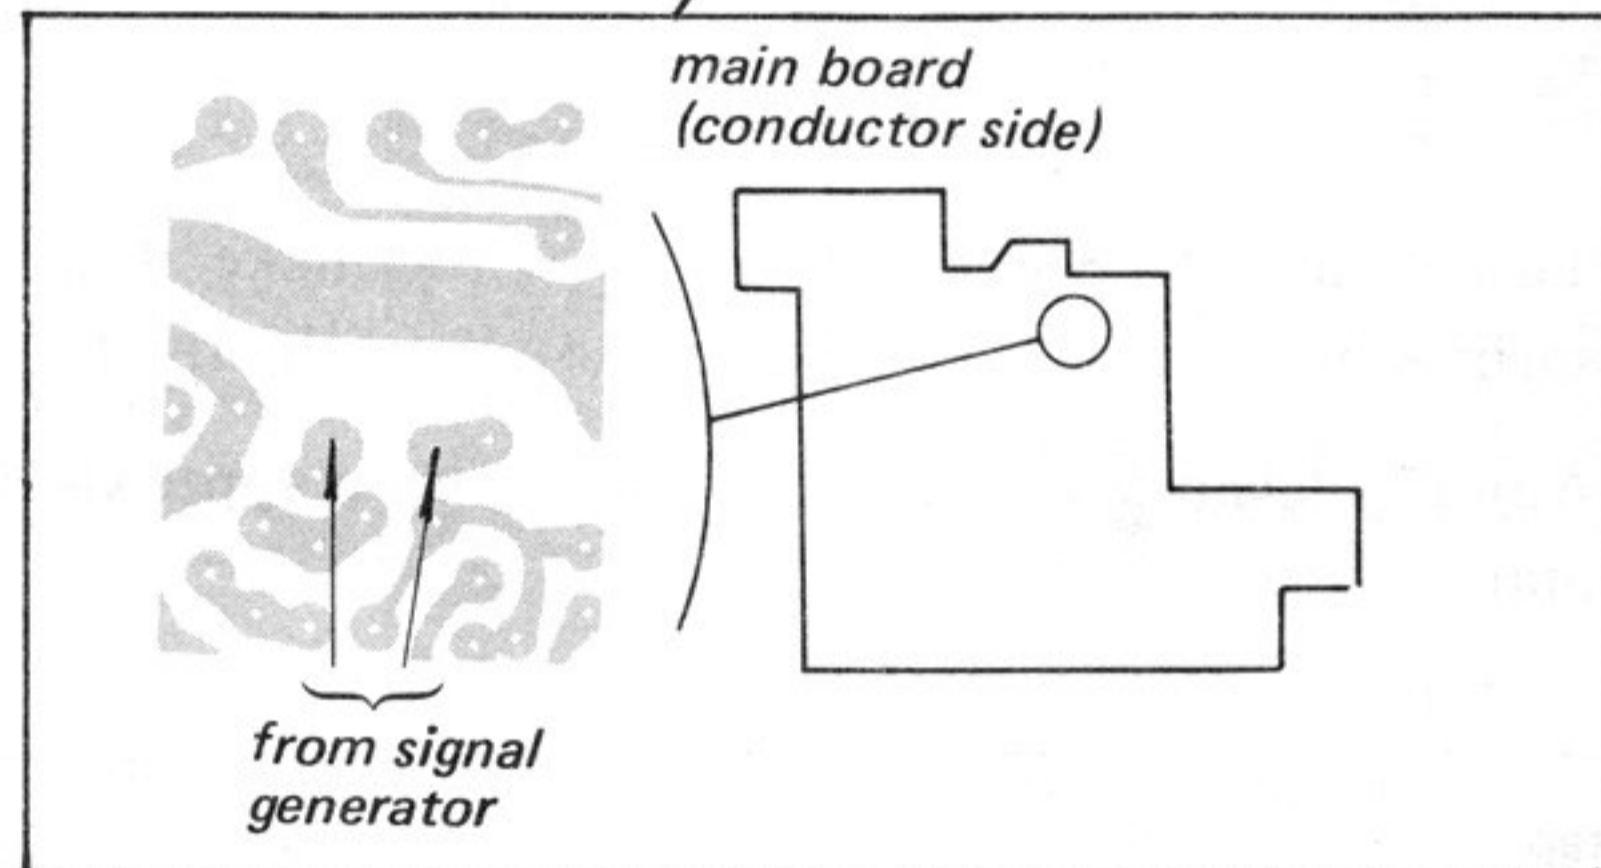 main board
(conductor side)
from signal
generator